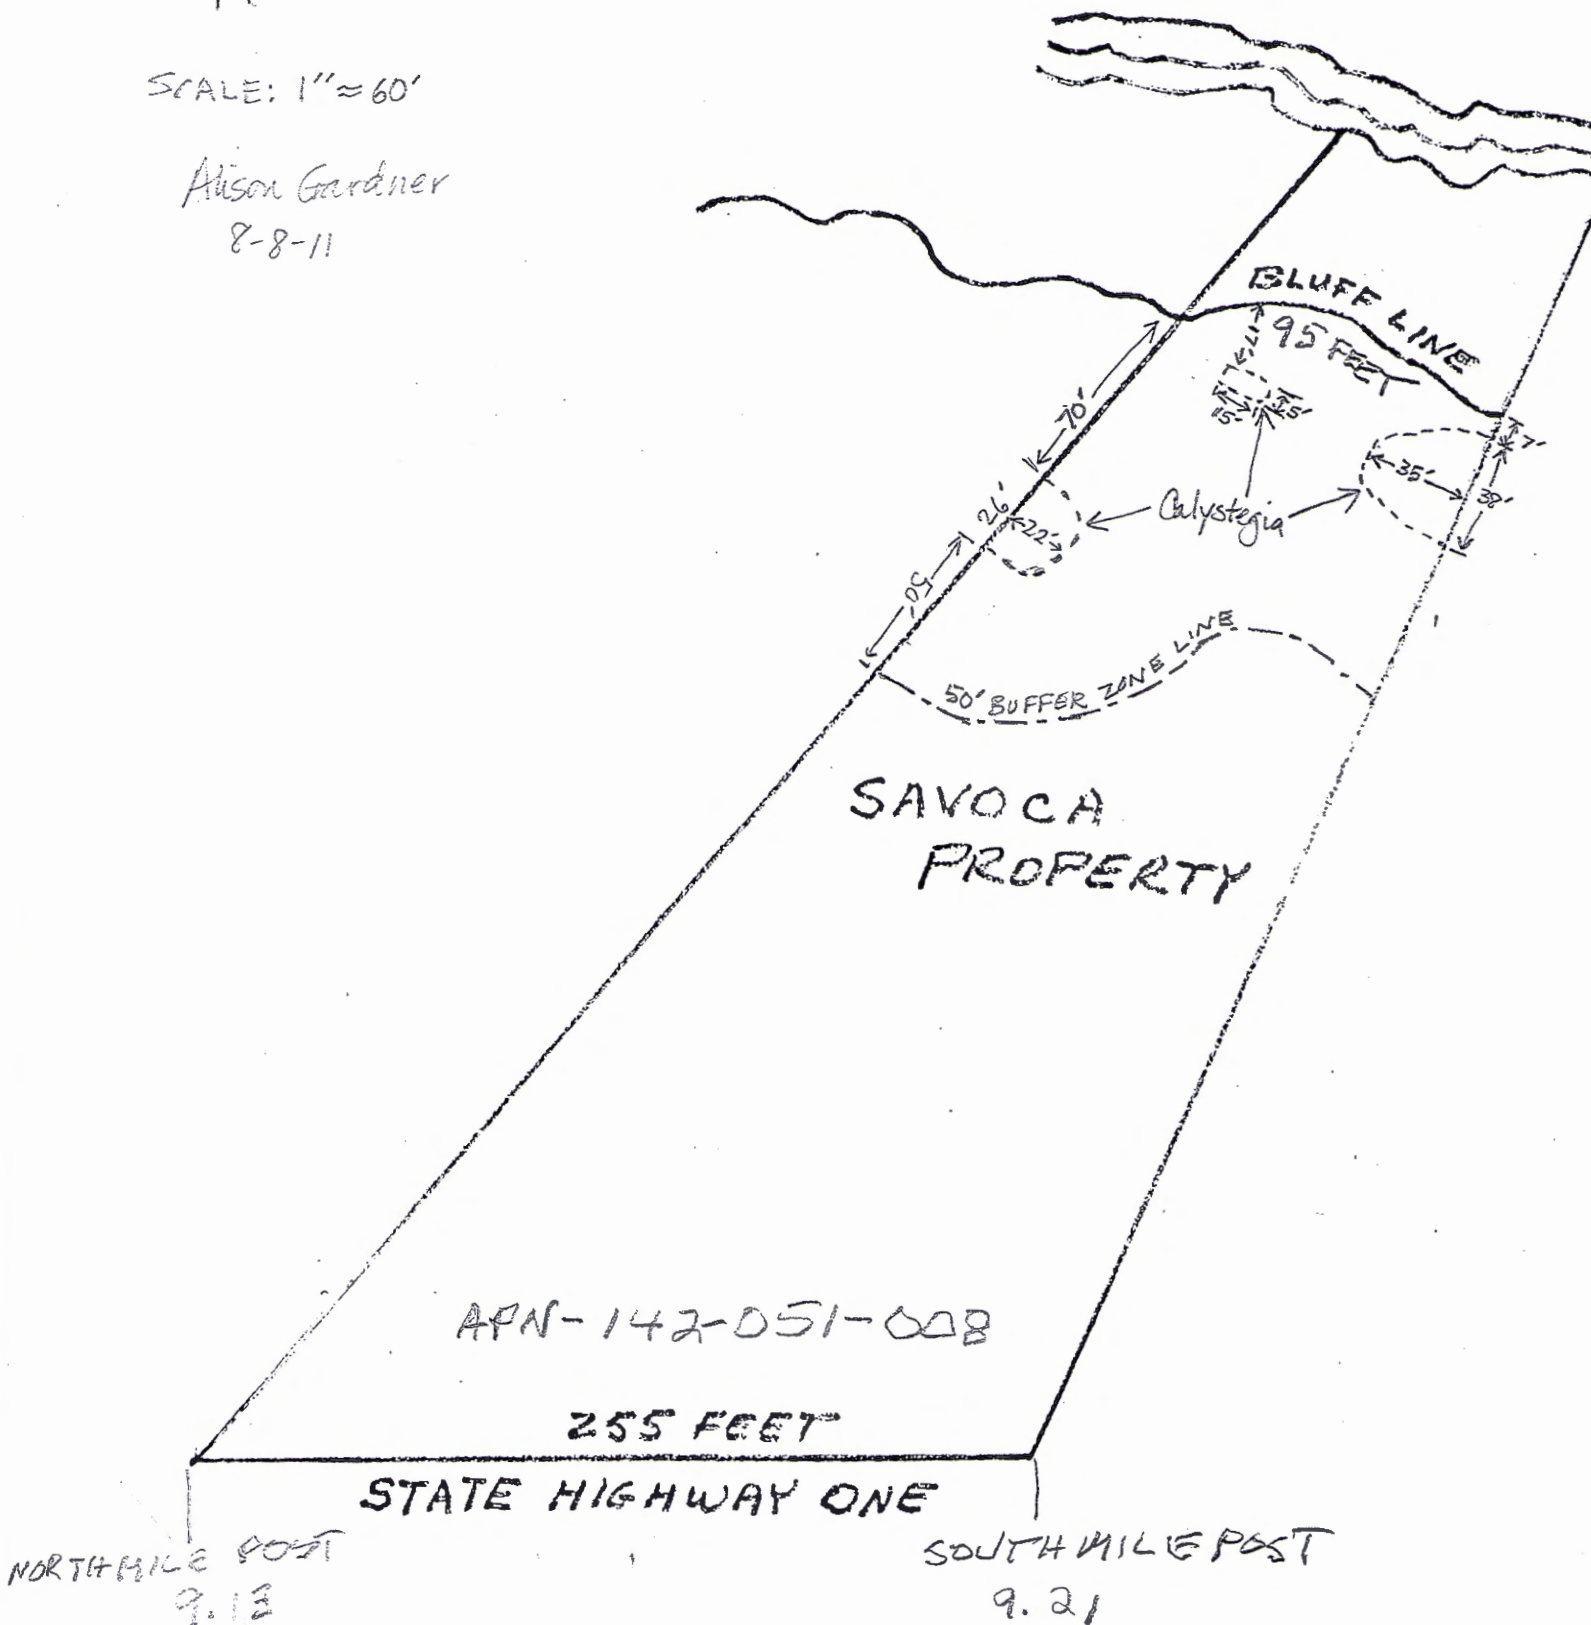 SCALE: 1"≈60'
Alison Gardner
8-8-11
BLUFF LINE
95 FEET
17'
15'
15'
70'
7'
35'
26'
Calystegia
22'
50'
50' BUFFER ZONE LINE
SAVOCA
PROPERTY
APN-142-051-008
255 FEET
STATE HIGHWAY ONE
NORTH MILE POST
SOUTH MILE POST
9.21